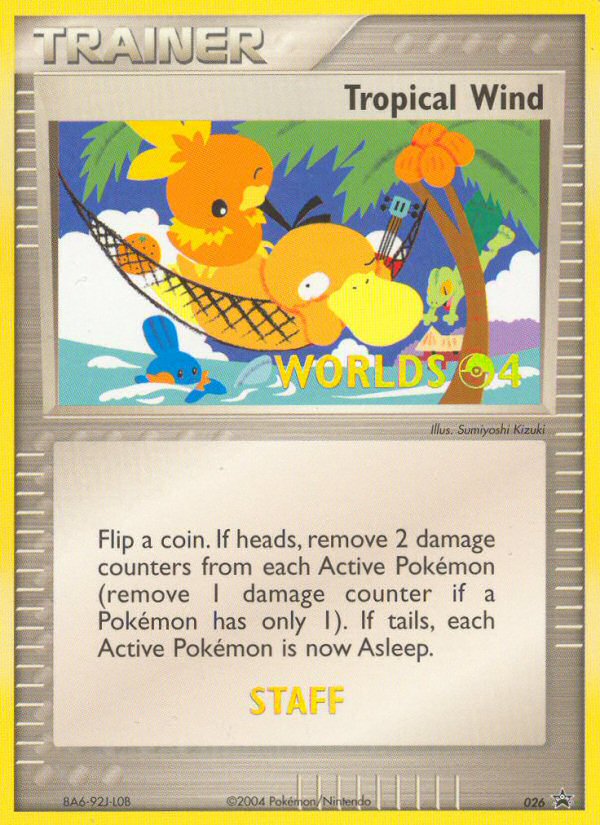 TRAINER
Tropical Wind
WORLDS 04
Illus. Sumiyoshi Kizuki
Flip a coin. If heads, remove 2 damage
counters from each Active Pokémon
(remove 1 damage counter if a
Pokémon has only 1). If tails, each
Active Pokémon is now Asleep.
STAFF
BA6-92J-L0B ©2004 Pokémon/Nintendo 026